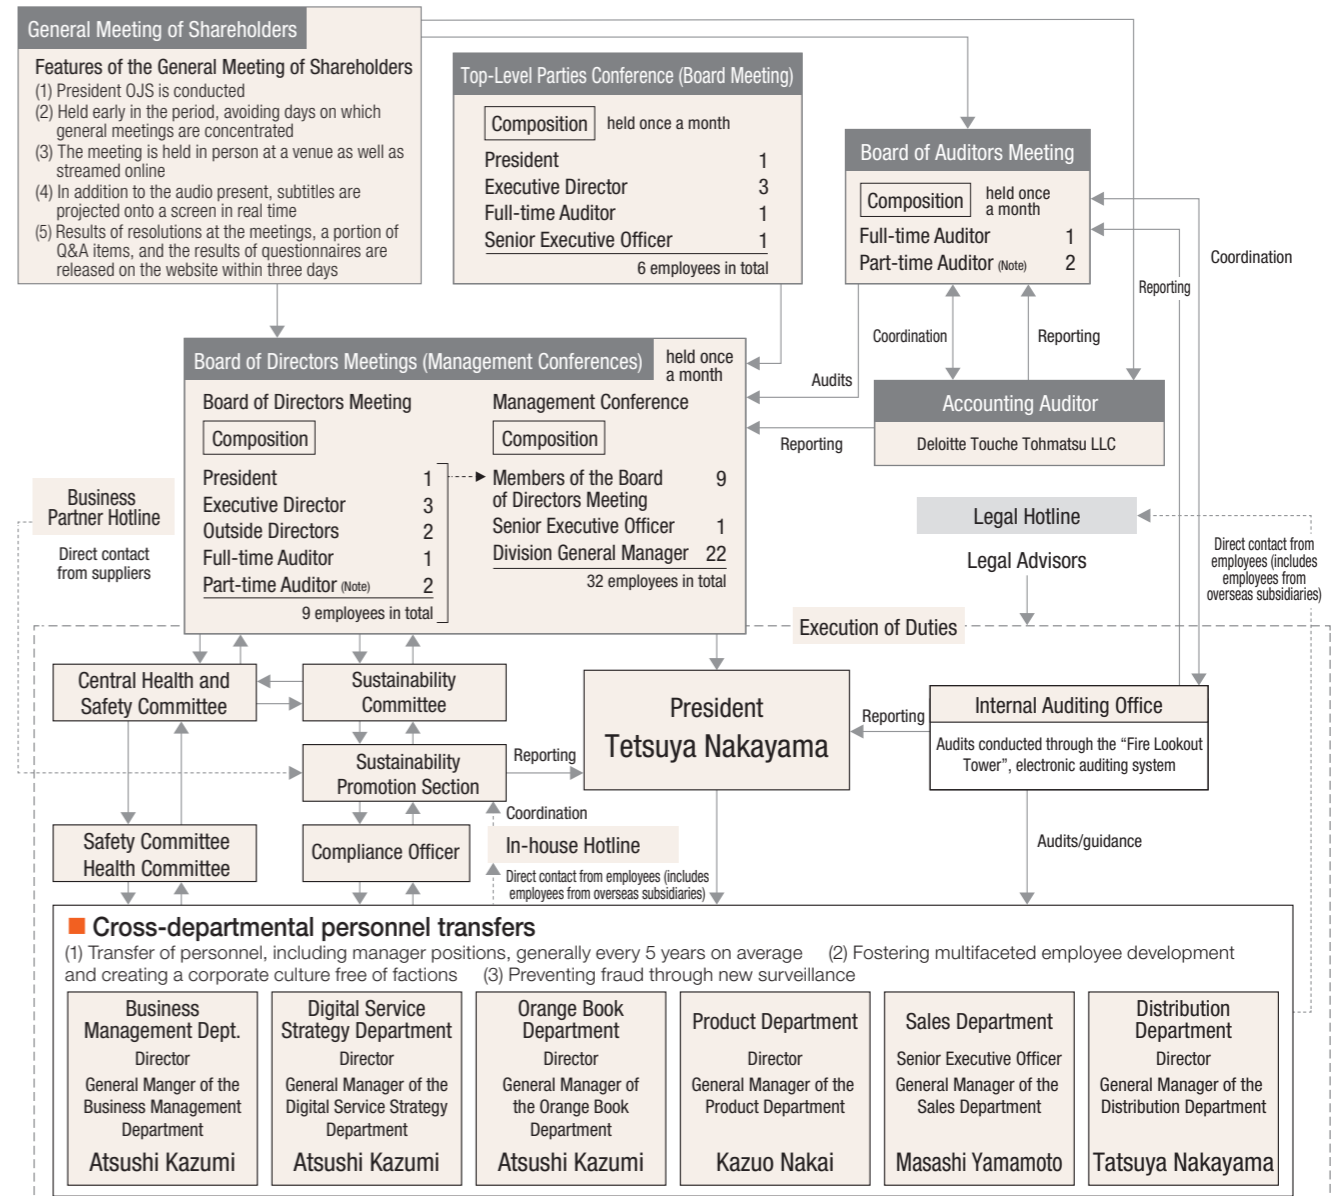 General Meeting of Shareholders
Features of the General Meeting of Shareholders
(1) President OJS is conducted
(2) Held early in the period, avoiding days on which
general meetings are concentrated
(3) The meeting is held in person at a venue as well as
streamed online
(4) In addition to the audio present, subtitles are
projected onto a screen in real time
(5) Results of resolutions at the meetings, a portion of
Q&A items, and the results of questionnaires are
released on the website within three days
Top-Level Parties Conference (Board Meeting)
Composition held once a month
President 1
Executive Director 3
Full-time Auditor 1
Senior Executive Officer 1
6 employees in total
Board of Auditors Meeting
Composition held once
a month
Full-time Auditor 1
Part-time Auditor (Note) 2
Coordination
Reporting
Coordination
Reporting
Audits
Reporting
Accounting Auditor
Deloitte Touche Tohmatsu LLC
Board of Directors Meetings (Management Conferences)
held once
a month
Board of Directors Meeting
Composition
President 1
Executive Director 3
Outside Directors 2
Full-time Auditor 1
Part-time Auditor (Note) 2
9 employees in total
Management Conference
Composition
Members of the Board 9
of Directors Meeting
Senior Executive Officer 1
Division General Manager 22
32 employees in total
Business
Partner Hotline
Direct contact
from suppliers
Legal Hotline
Legal Advisors
Direct contact from
employees (includes
employees from
overseas subsidiaries)
Execution of Duties
Central Health and
Safety Committee
Sustainability
Committee
President
Tetsuya Nakayama
Reporting
Internal Auditing Office
Audits conducted through the “Fire Lookout
Tower”, electronic auditing system
Sustainability
Promotion Section
Reporting
Coordination
Safety Committee
Health Committee
Compliance Officer
In-house Hotline
Direct contact from employees (includes
employees from overseas subsidiaries)
Audits/guidance
■ Cross-departmental personnel transfers
(1) Transfer of personnel, including manager positions, generally every 5 years on average (2) Fostering multifaceted employee development
and creating a corporate culture free of factions (3) Preventing fraud through new surveillance
Business
Management Dept.
Director
General Manger of the
Business Management
Department
Atsushi Kazumi
Digital Service
Strategy Department
Director
General Manager of the
Digital Service Strategy
Department
Atsushi Kazumi
Orange Book
Department
Director
General Manager of
the Orange Book
Department
Atsushi Kazumi
Product Department
Director
General Manager of the
Product Department
Kazuo Nakai
Sales Department
Senior Executive Officer
General Manager of the
Sales Department
Masashi Yamamoto
Distribution
Department
Director
General Manager of the
Distribution Department
Tatsuya Nakayama